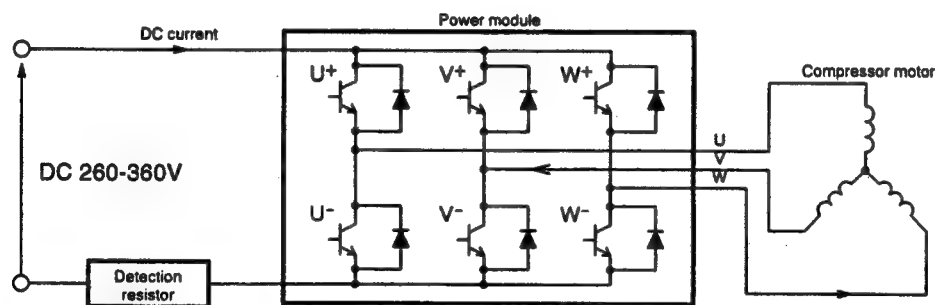 Power module
DC current
U+
V+
W+
Compressor motor
U
V
W
DC 260-360V
U-
V-
W-
Detection
resistor